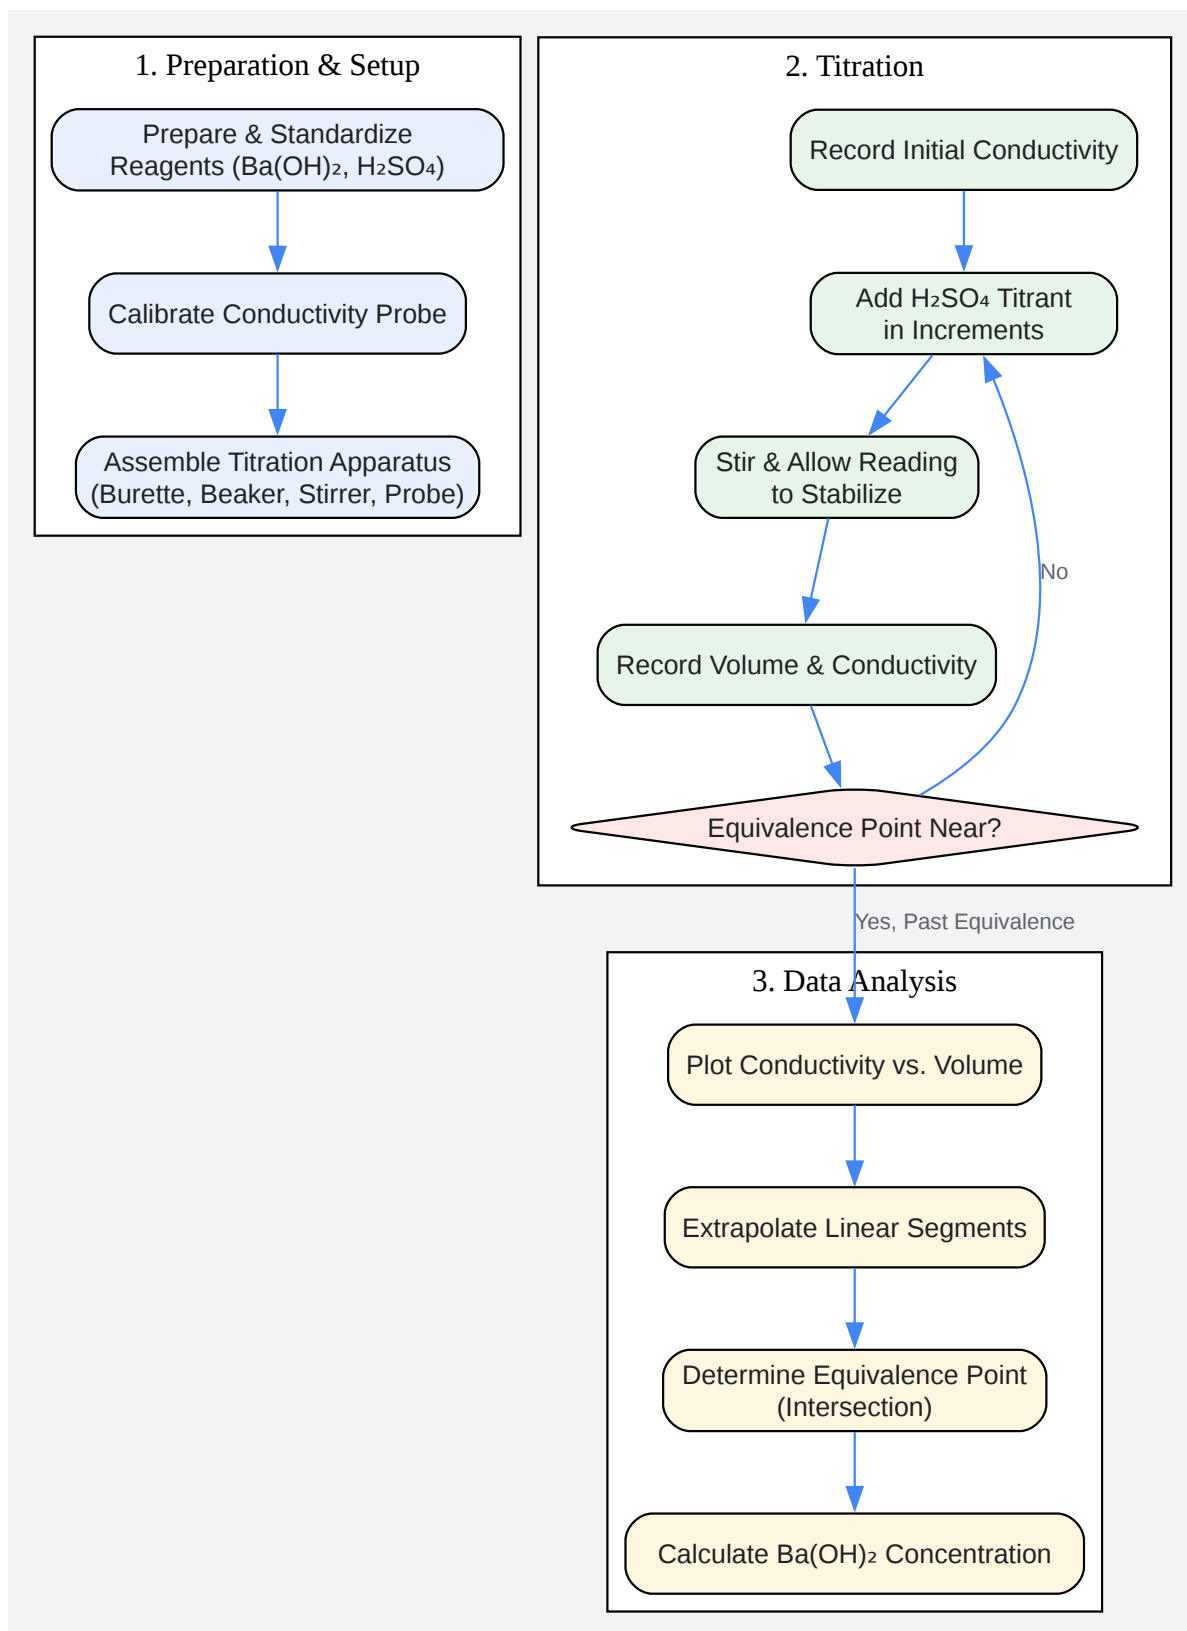 1. Preparation & Setup
Prepare & Standardize
Reagents (Ba(OH)₂, H₂SO₄)
Calibrate Conductivity Probe
Assemble Titration Apparatus
(Burette, Beaker, Stirrer, Probe)
2. Titration
Record Initial Conductivity
Add H₂SO₄ Titrant
in Increments
Stir & Allow Reading
to Stabilize
No
Record Volume & Conductivity
Equivalence Point Near?
Yes, Past Equivalence
3. Data Analysis
Plot Conductivity vs. Volume
Extrapolate Linear Segments
Determine Equivalence Point
(Intersection)
Calculate Ba(OH)₂ Concentration